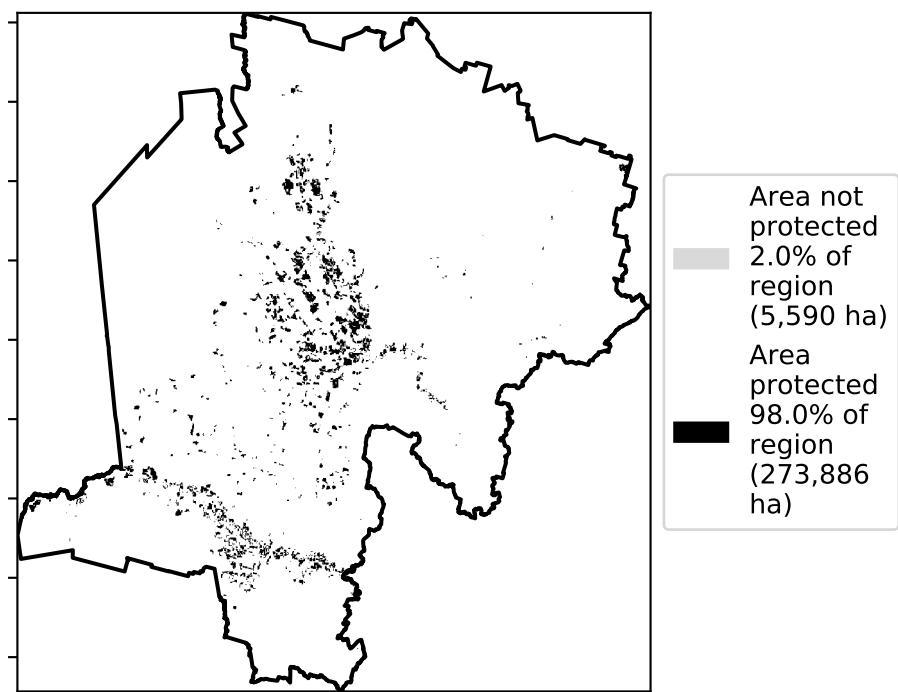 Area not
protected
2.0% of
region
(5,590 ha)
Area
protected
98.0% of
region
(273,886
ha)